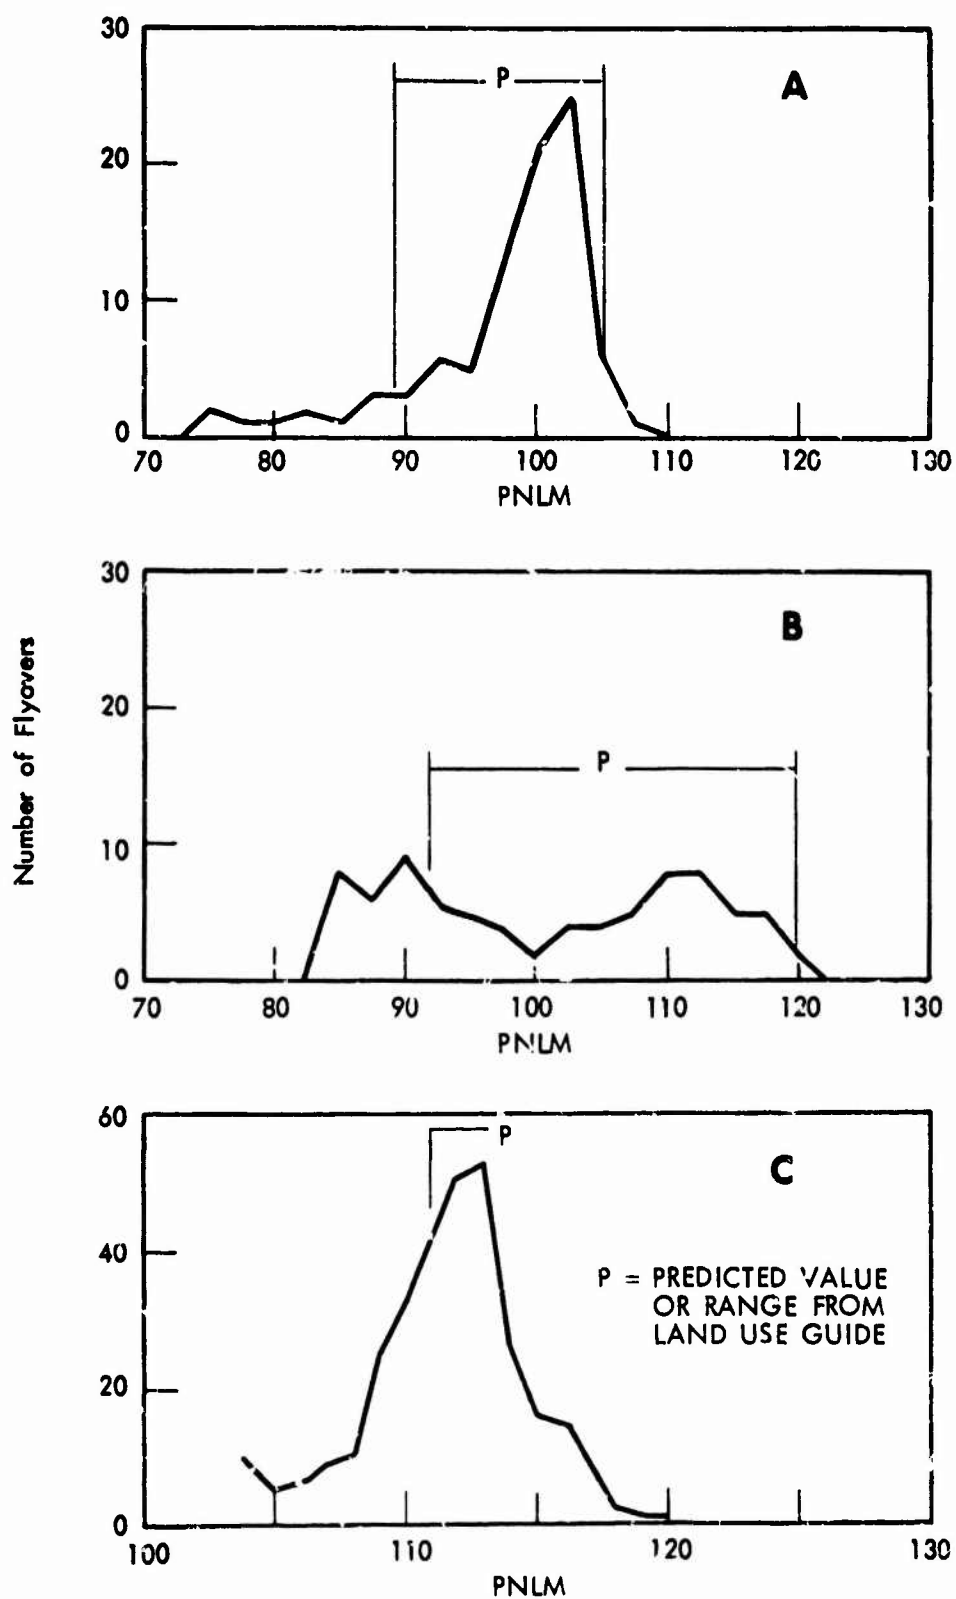 30
P
A
20
10
0
70 80 90 100 110 120 130
PNLM
Number of Flyovers
30
B
20
P
10
0
70 80 90 100 110 120 130
PNLM
60
P
C
40
P = PREDICTED VALUE
OR RANGE FROM
LAND USE GUIDE
20
0
100 110 120 130
PNLM